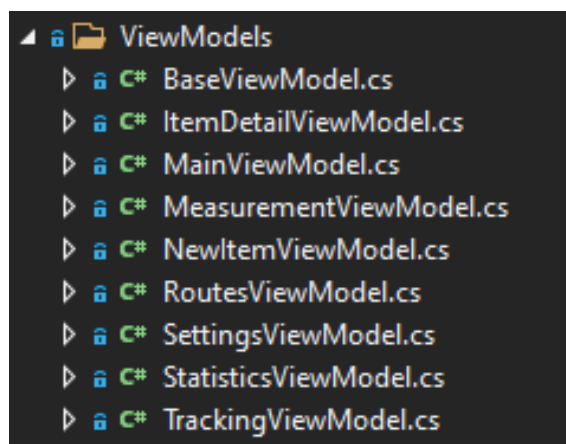 ViewModels
C# BaseViewModel.cs
C# ItemDetailViewModel.cs
C# MainViewModel.cs
C# MeasurementViewModel.cs
C# NewItemViewModel.cs
C# RoutesViewModel.cs
C# SettingsViewModel.cs
C# StatisticsViewModel.cs
C# TrackingViewModel.cs